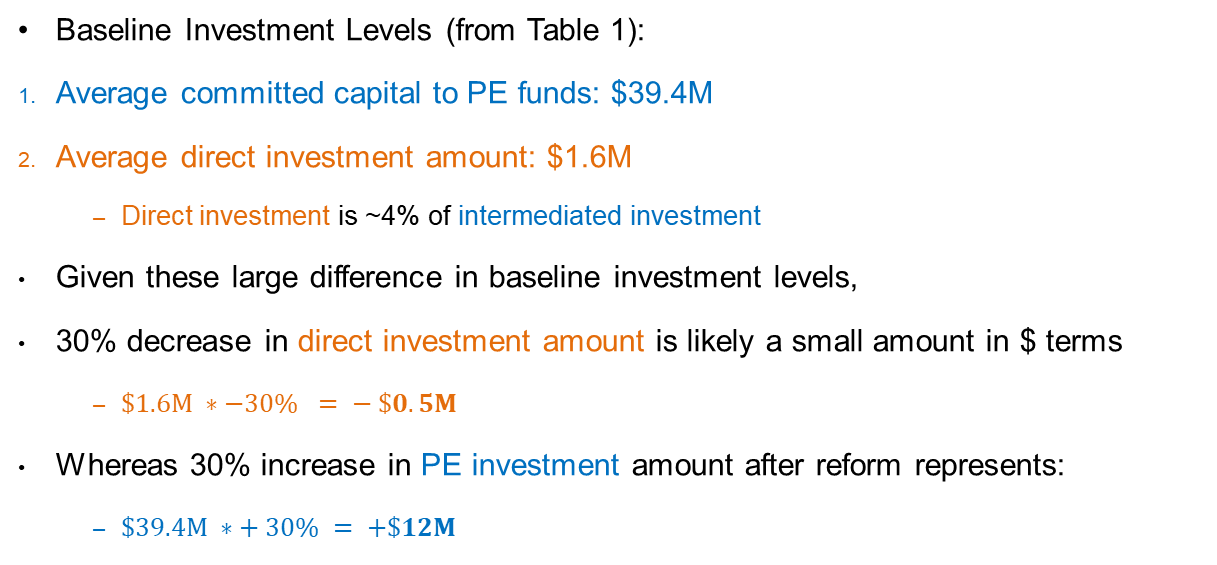 • Baseline Investment Levels (from Table 1):
1. Average committed capital to PE funds: $39.4M
2. Average direct investment amount: $1.6M
– Direct investment is ~4% of intermediated investment
• Given these large difference in baseline investment levels,
• 30% decrease in direct investment amount is likely a small amount in $ terms
– $1.6M ∗ −30% = − $0.5M
• Whereas 30% increase in PE investment amount after reform represents:
– $39.4M ∗ + 30% = +$12M